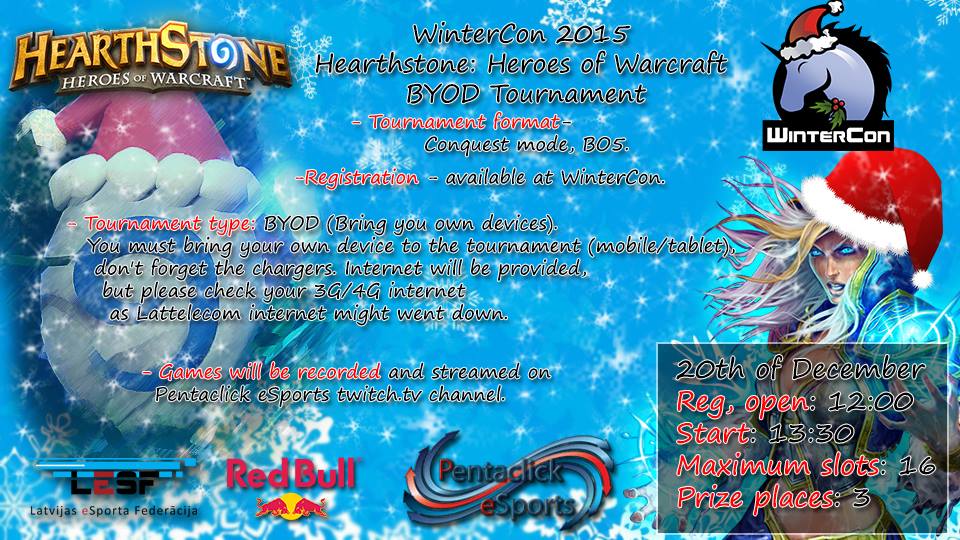 HEARTHSTONE
HEROES OF WARCRAFT
WinterCon 2015
Hearthstone: Heroes of Warcraft
BYOD Tournament
WINTERCON
- Tournament format-
Conquest mode, BO5.
-Registration - available at WinterCon.
- Tournament type: BYOD (Bring you own devices).
You must bring your own device to the tournament (mobile/tablet),
don't forget the chargers. Internet will be provided,
but please check your 3G/4G internet
as Lattelecom internet might went down.
- Games will be recorded and streamed on
Pentaclick eSports twitch.tv channel.
20th of December
Reg, open: 12:00
Start: 13:30
Maximum slots: 16
Prize places: 3
LESF
Latvijas eSporta Federācija
Red Bull
Pentaclick
eSports